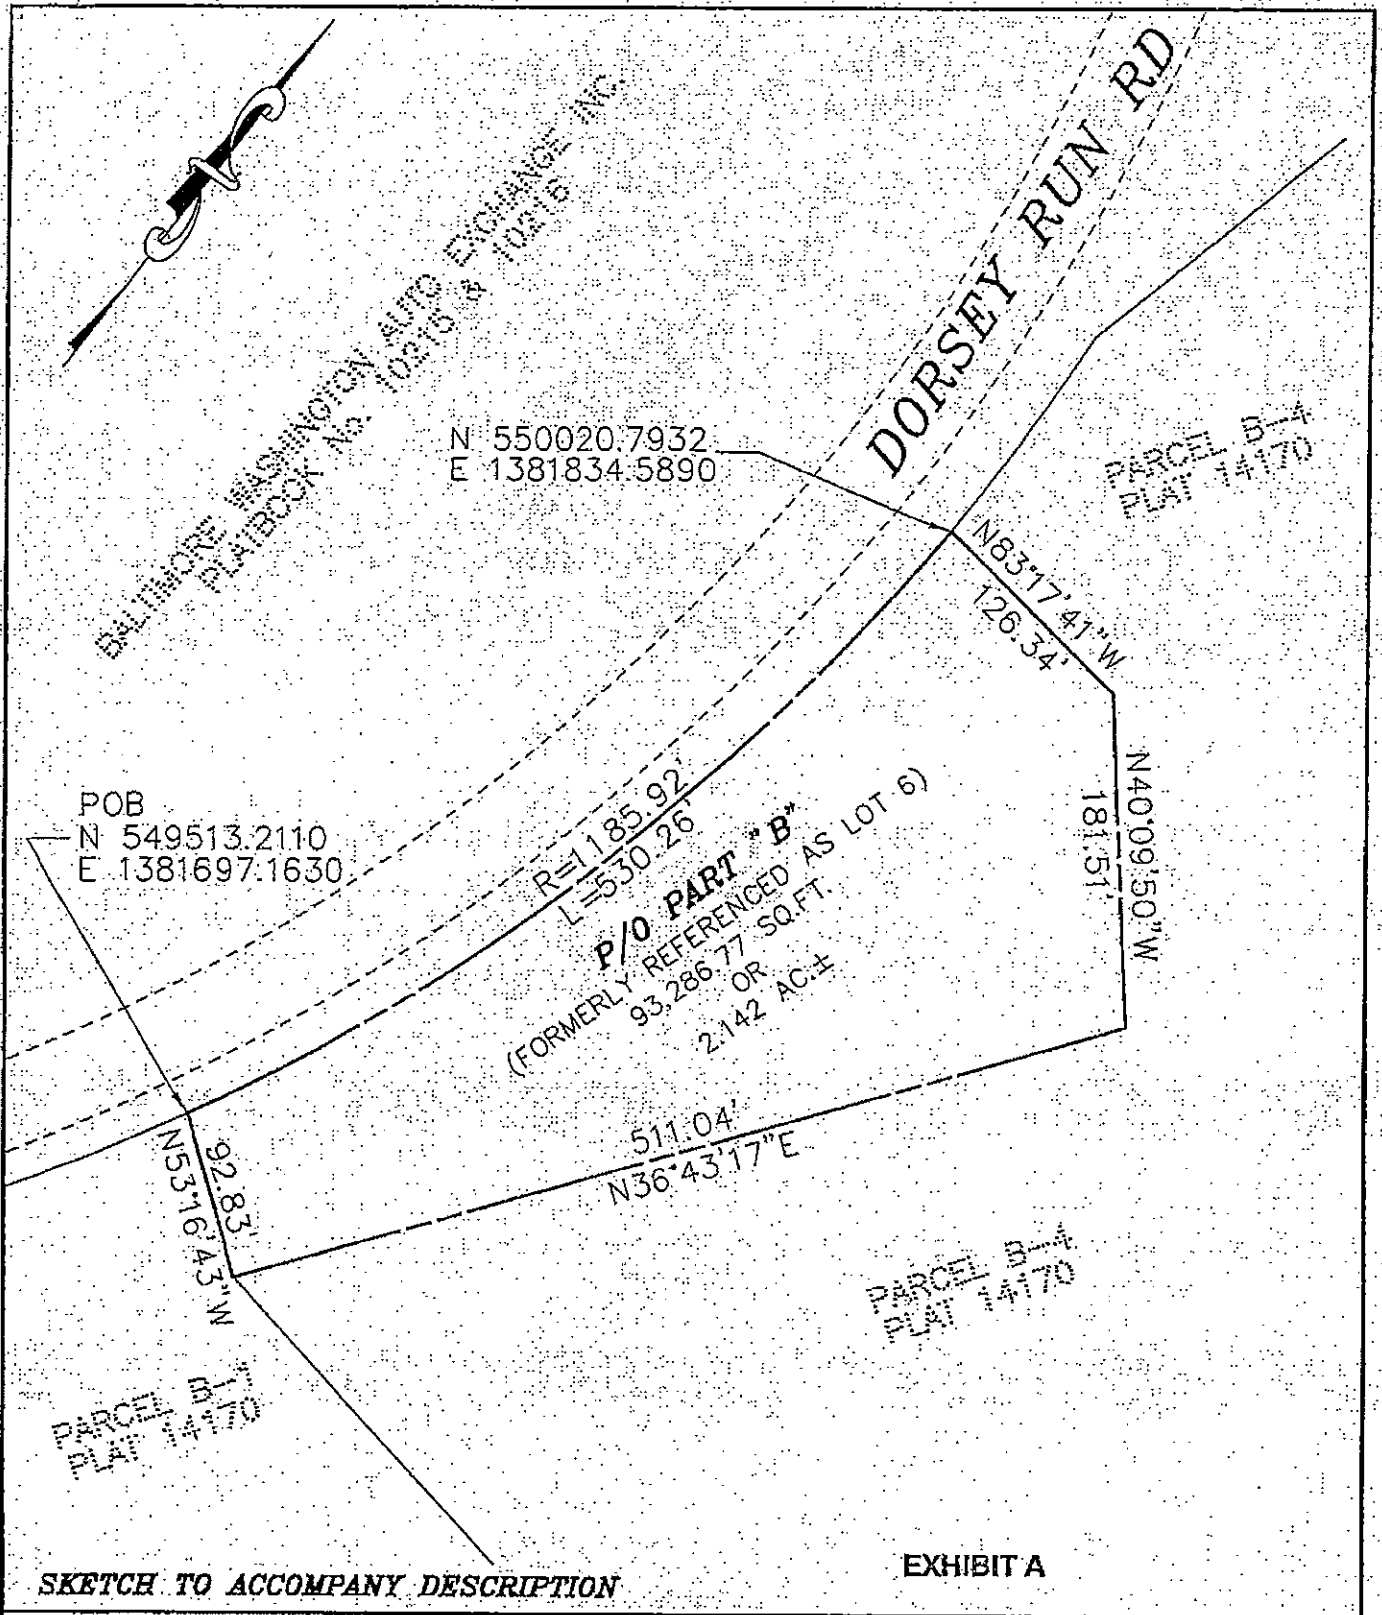 BALTIMORE WASHINGTON AUTO EXCHANGE INC.
PLATBOOK No. 10215 & 10216
DORSEY RUN RD
N 550020.7932
E 1381834.5890
PARCEL B-4
PLAT 14170
N83°17'41"W
126.34'
POB
N 549513.2110
E 1381697.1630
R=1185.92'
L=530.26'
P/O PART "B"
(FORMERLY REFERENCED AS LOT 6)
93,286.77 SQ.FT.
OR
2.142 AC.±
N40°09'50"W
181.51'
92.83'
N53°16'43"W
511.04'
N36°43'17"E
PARCEL B-4
PLAT 14170
PARCEL B-1
PLAT 14170
SKETCH TO ACCOMPANY DESCRIPTION
EXHIBIT A